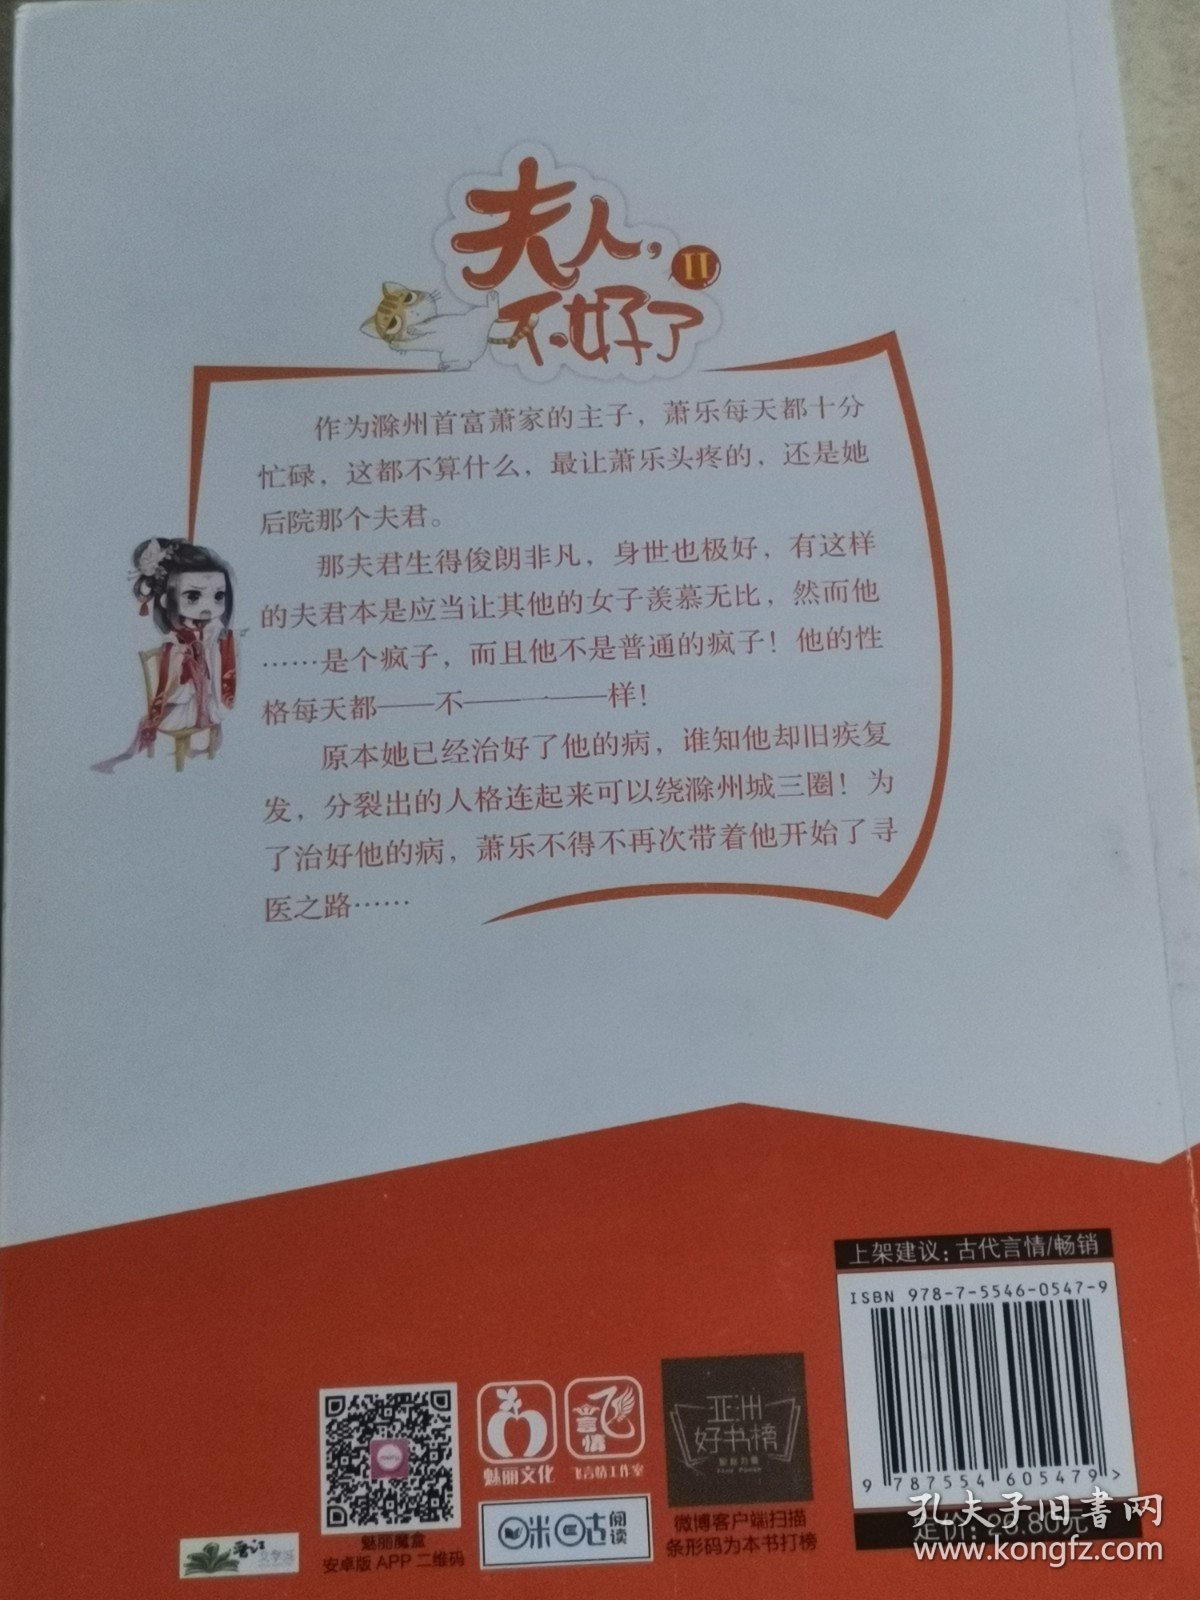 夫人，
不好了
II
作为滁州首富萧家的主子，萧乐每天都十分
忙碌，这都不算什么，最让萧乐头疼的，还是她
后院那个夫君。
那夫君生得俊朗非凡，身世也极好，有这样
的夫君本是应当让其他的女子羡慕无比，然而他
……是个疯子，而且他不是普通的疯子！他的性
格每天都——不——一——样！
原本她已经治好了他的病，谁知他却旧疾复
发，分裂出的人格连起来可以绕滁州城三圈！为
了治好他的病，萧乐不得不再次带着他开始了寻
医之路……
上架建议：古代言情/畅销
ISBN 978-7-5546-0547-9
9 787554 605479>
定价：26.80元
亚洲
好书榜
微博客户端扫描
条形码为本书打榜
魅丽文化
飞言情工作室
咪咕阅读
魅丽魔盒
安卓版 APP 二维码
晋江
文学城
孔夫子旧书网
www.kongfz.com